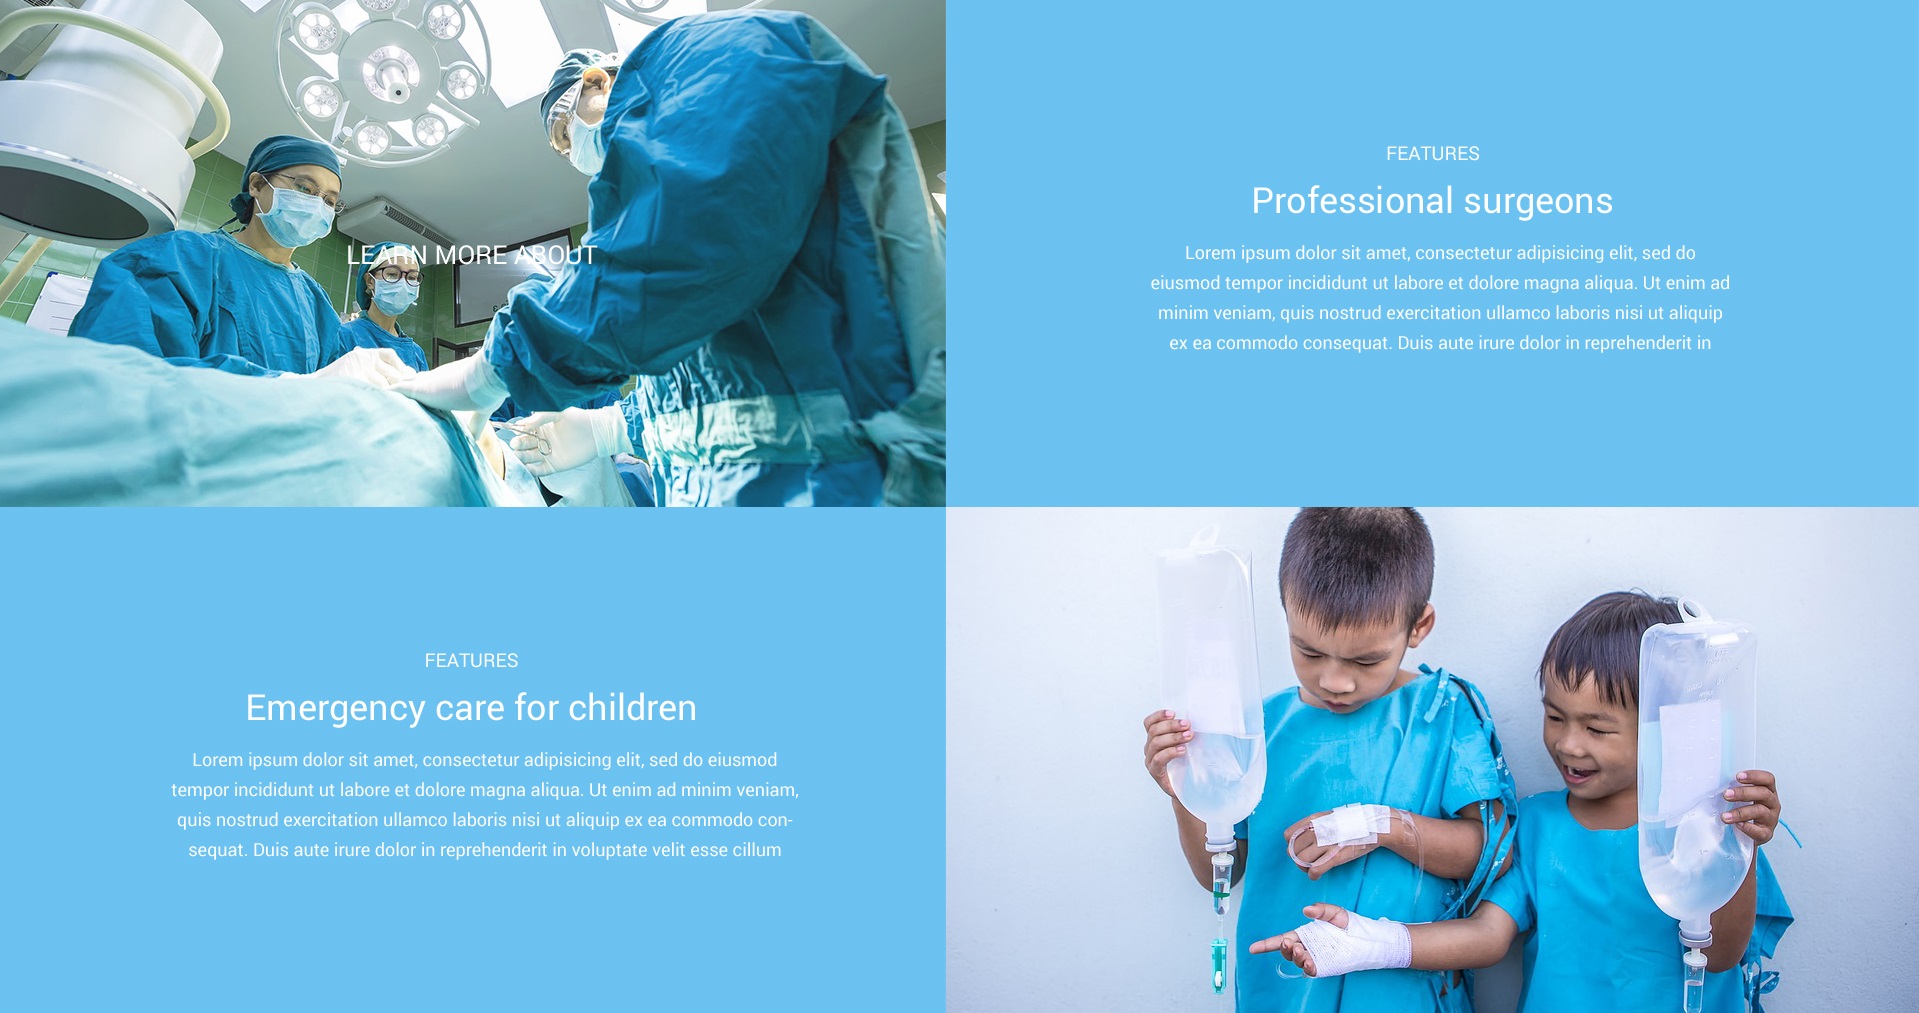 LEARN MORE ABOUT
FEATURES
Professional surgeons
Lorem ipsum dolor sit amet, consectetur adipisicing elit, sed do
eiusmod tempor incididunt ut labore et dolore magna aliqua. Ut enim ad
minim veniam, quis nostrud exercitation ullamco laboris nisi ut aliquip
ex ea commodo consequat. Duis aute irure dolor in reprehenderit in
FEATURES
Emergency care for children
Lorem ipsum dolor sit amet, consectetur adipisicing elit, sed do eiusmod
tempor incididunt ut labore et dolore magna aliqua. Ut enim ad minim veniam,
quis nostrud exercitation ullamco laboris nisi ut aliquip ex ea commodo con-
sequat. Duis aute irure dolor in reprehenderit in voluptate velit esse cillum